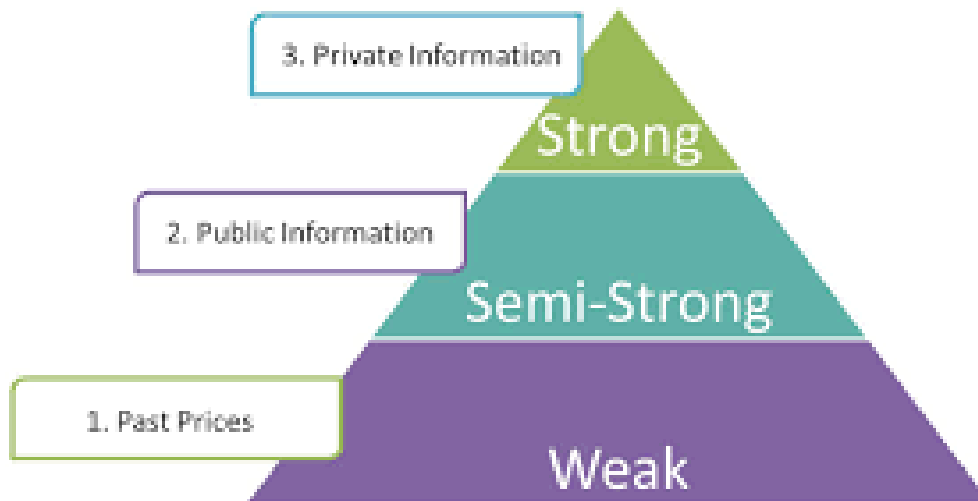 3. Private Information
Strong
2. Public Information
Semi-Strong
1. Past Prices
Weak